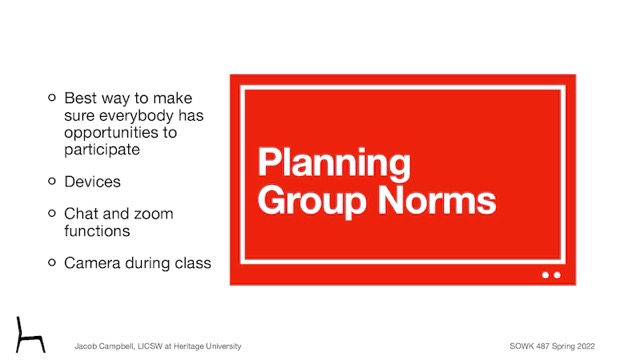 Best way to make
sure everybody has
opportunities to
participate
Devices
Chat and zoom
functions
Camera during class
Planning
Group Norms
Jacob Campbell, LICSW at Heritage University
SOWK 487 Spring 2022